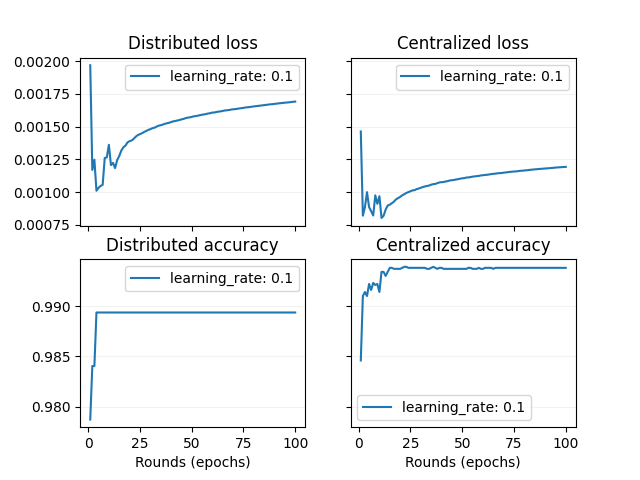 Distributed loss
Centralized loss
0.00200
0.00175
0.00150
0.00125
0.00100
0.00075
learning_rate: 0.1
learning_rate: 0.1
Distributed accuracy
Centralized accuracy
0.990
0.985
0.980
learning_rate: 0.1
learning_rate: 0.1
0 25 50 75 100
0 25 50 75 100
Rounds (epochs)
Rounds (epochs)